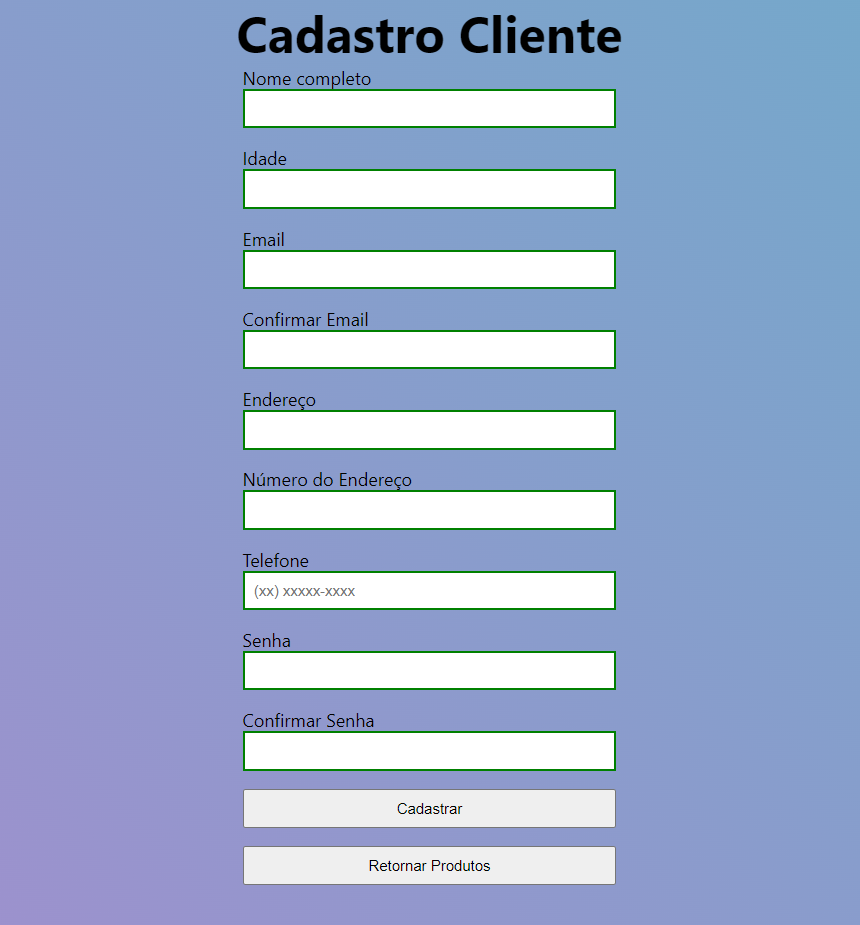 Cadastro Cliente
Nome completo
Idade
Email
Confirmar Email
Endereço
Número do Endereço
Telefone
(xx) xxxxx-xxxx
Senha
Confirmar Senha
Cadastrar
Retornar Produtos